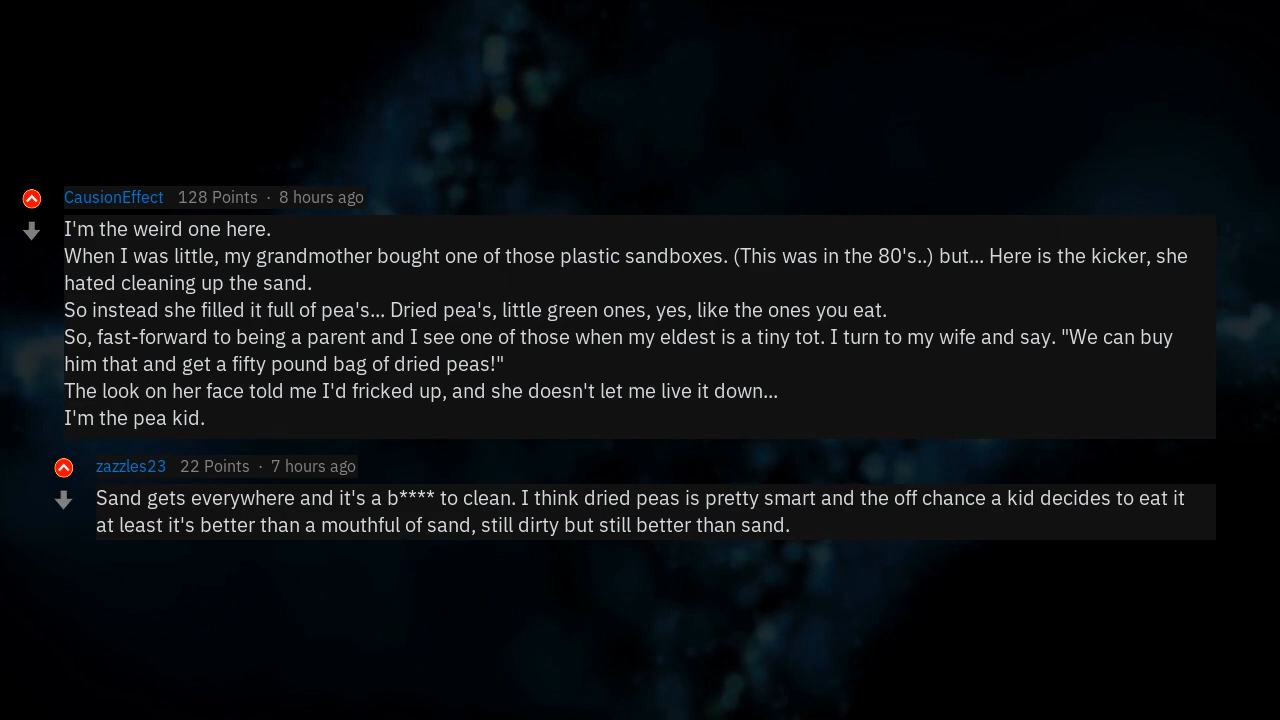 CausionEffect 128 Points · 8 hours ago
I'm the weird one here.
When I was little, my grandmother bought one of those plastic sandboxes. (This was in the 80's..) but... Here is the kicker, she
hated cleaning up the sand.
So instead she filled it full of pea's... Dried pea's, little green ones, yes, like the ones you eat.
So, fast-forward to being a parent and I see one of those when my eldest is a tiny tot. I turn to my wife and say. "We can buy
him that and get a fifty pound bag of dried peas!"
The look on her face told me I'd fricked up, and she doesn't let me live it down...
I'm the pea kid.
zazzles23 22 Points · 7 hours ago
Sand gets everywhere and it's a b**** to clean. I think dried peas is pretty smart and the off chance a kid decides to eat it
at least it's better than a mouthful of sand, still dirty but still better than sand.